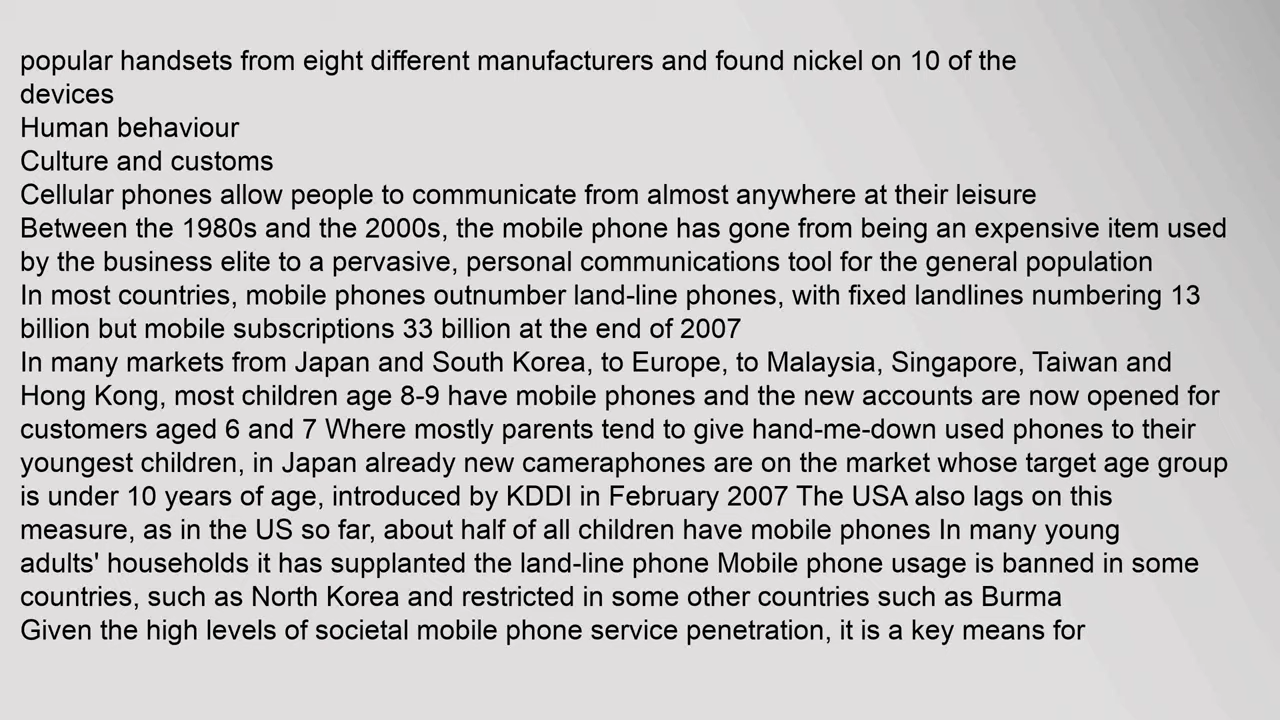 popular handsets from eight different manufacturers and found nickel on 10 of the
devices
Human behaviour
Culture and customs
Cellular phones allow people to communicate from almost anywhere at their leisure
Between the 1980s and the 2000s, the mobile phone has gone from being an expensive item used
by the business elite to a pervasive, personal communications tool for the general population
In most countries, mobile phones outnumber land-line phones, with fixed landlines numbering 13
billion but mobile subscriptions 33 billion at the end of 2007
In many markets from Japan and South Korea, to Europe, to Malaysia, Singapore, Taiwan and
Hong Kong, most children age 8-9 have mobile phones and the new accounts are now opened for
customers aged 6 and 7 Where mostly parents tend to give hand-me-down used phones to their
youngest children, in Japan already new cameraphones are on the market whose target age group
is under 10 years of age, introduced by KDDI in February 2007 The USA also lags on this
measure, as in the US so far, about half of all children have mobile phones In many young
adults' households it has supplanted the land-line phone Mobile phone usage is banned in some
countries, such as North Korea and restricted in some other countries such as Burma
Given the high levels of societal mobile phone service penetration, it is a key means for